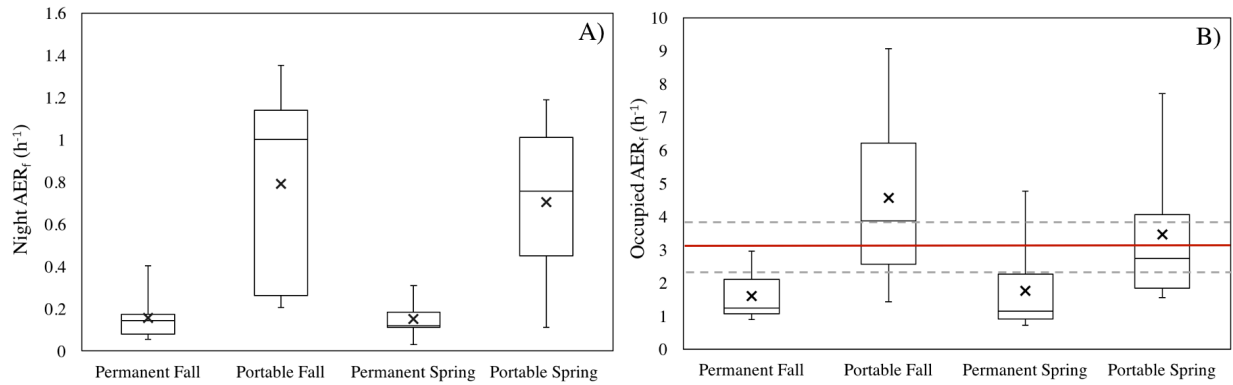 A)
Night AERf (h-1)
1.6
1.4
1.2
1
0.8
0.6
0.4
0.2
0
Permanent Fall
Portable Fall
Permanent Spring
Portable Spring
B)
Occupied AERf (h-1)
10
9
8
7
6
5
4
3
2
1
0
Permanent Fall
Portable Fall
Permanent Spring
Portable Spring